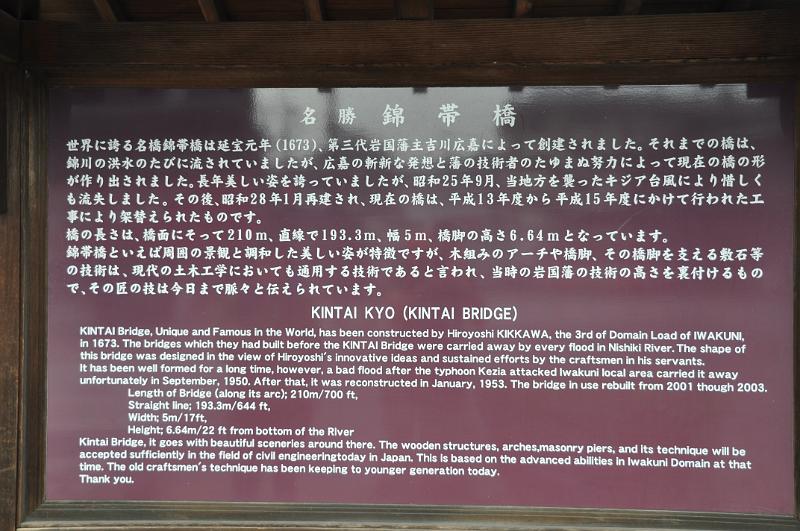 名勝 錦帯橋
世界に誇る名橋錦帯橋は延宝元年(1673)、第三代岩国藩主吉川広嘉によって創建されました。それまでの橋は、
錦川の洪水のたびに流されていましたが、広嘉の斬新な発想と藩の技術者のたゆまぬ努力によって現在の橋の形
が作り出されました。長年美しい姿を誇っていましたが、昭和25年9月、当地方を襲ったキジア台風により惜しく
も流失しました。その後、昭和28年1月再建され、現在の橋は、平成13年度から平成15年度にかけて行われた工
事により架替えられたものです。
橋の長さは、橋面にそって210m、直線で193.3m、幅5m、橋脚の高さ6.64mとなっています。
錦帯橋といえば周囲の景観と調和した美しい姿が特徴ですが、木組みのアーチや橋脚、その橋脚を支える敷石等
の技術は、現代の土木工学においても通用する技術であると言われ、当時の岩国藩の技術の高さを裏付けるもの
で、その匠の技は今日まで脈々と伝えられています。
KINTAI KYO (KINTAI BRIDGE)
KINTAI Bridge, Unique and Famous in the World, has been constructed by Hiroyoshi KIKKAWA, the 3rd of Domain Load of IWAKUNI,
in 1673. The bridges which they had built before the KINTAI Bridge were carried away by every flood in Nishiki River. The shape of
this bridge was designed in the view of Hiroyoshi's innovative ideas and sustained efforts by the craftsmen in his servants.
It has been well formed for a long time, however, a bad flood after the typhoon Kezia attacked Iwakuni local area carried it away
unfortunately in September, 1950. After that, it was reconstructed in January, 1953. The bridge in use rebuilt from 2001 though 2003.
Length of Bridge (along its arc); 210m/700 ft,
Straight line; 193.3m/644 ft,
Width; 5m/17ft,
Height; 6.64m/22 ft from bottom of the River
Kintai Bridge, it goes with beautiful sceneries around there. The wooden structures, arches,masonry piers, and its technique will be
accepted sufficiently in the field of civil engineeringtoday in Japan. This is based on the advanced abilities in Iwakuni Domain at that
time. The old craftsmen's technique has been keeping to younger generation today.
Thank you.